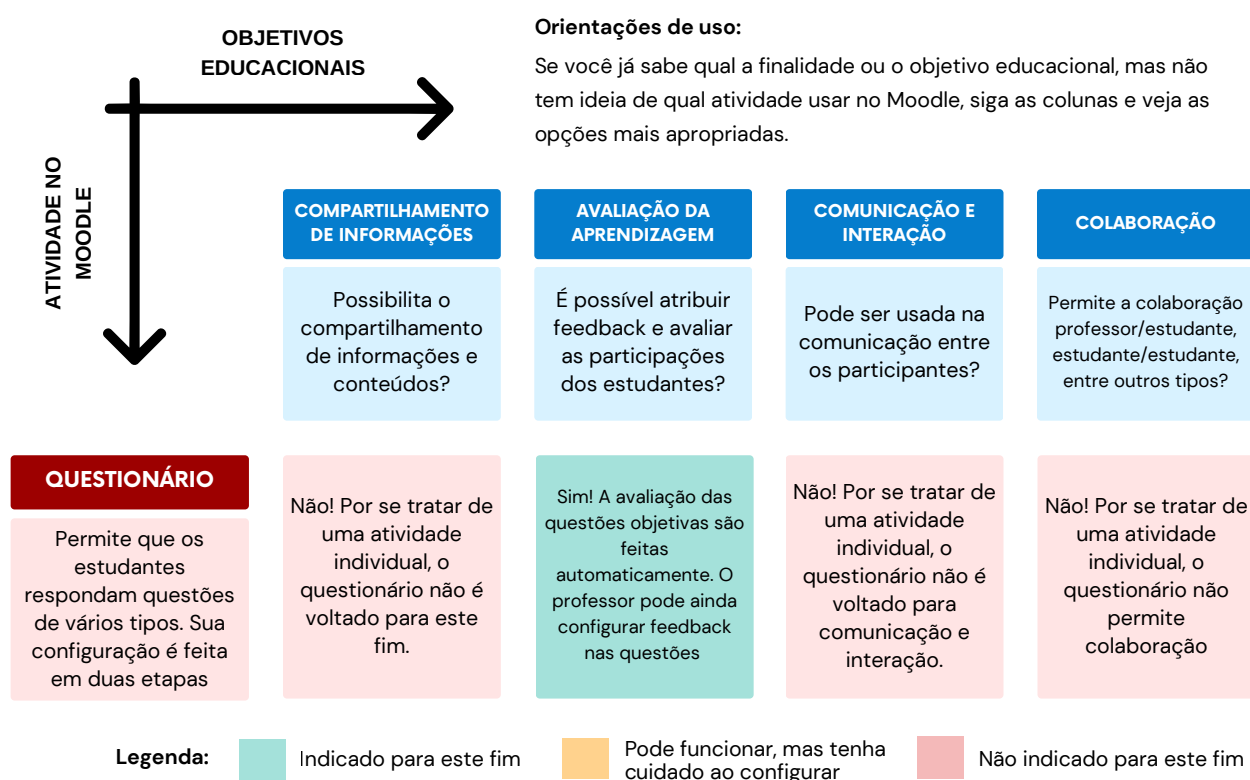 OBJETIVOS
EDUCACIONAIS
Orientações de uso:
Se você já sabe qual a finalidade ou o objetivo educacional, mas não
tem ideia de qual atividade usar no Moodle, siga as colunas e veja as
opções mais apropriadas.
ATIVIDADE NO
MOODLE
COMPARTILHAMENTO
DE INFORMAÇÕES
AVALIAÇÃO DA
APRENDIZAGEM
COMUNICAÇÃO E
INTERAÇÃO
COLABORAÇÃO
Possibilita o
compartilhamento
de informações e
conteúdos?
É possível atribuir
feedback e avaliar
as participações
dos estudantes?
Pode ser usada na
comunicação entre
os participantes?
Permite a colaboração
professor/estudante,
estudante/estudante,
entre outros tipos?
QUESTIONÁRIO
Permite que os
estudantes
respondam questões
de vários tipos. Sua
configuração é feita
em duas etapas
Não! Por se tratar de
uma atividade
individual, o
questionário não é
voltado para este
fim.
Sim! A avaliação das
questões objetivas são
feitas
automaticamente. O
professor pode ainda
configurar feedback
nas questões
Não! Por se tratar de
uma atividade
individual, o
questionário não é
voltado para
comunicação e
interação.
Não! Por se tratar de
uma atividade
individual, o
questionário não
permite
colaboração
Legenda:
Indicado para este fim
Pode funcionar, mas tenha
cuidado ao configurar
Não indicado para este fim